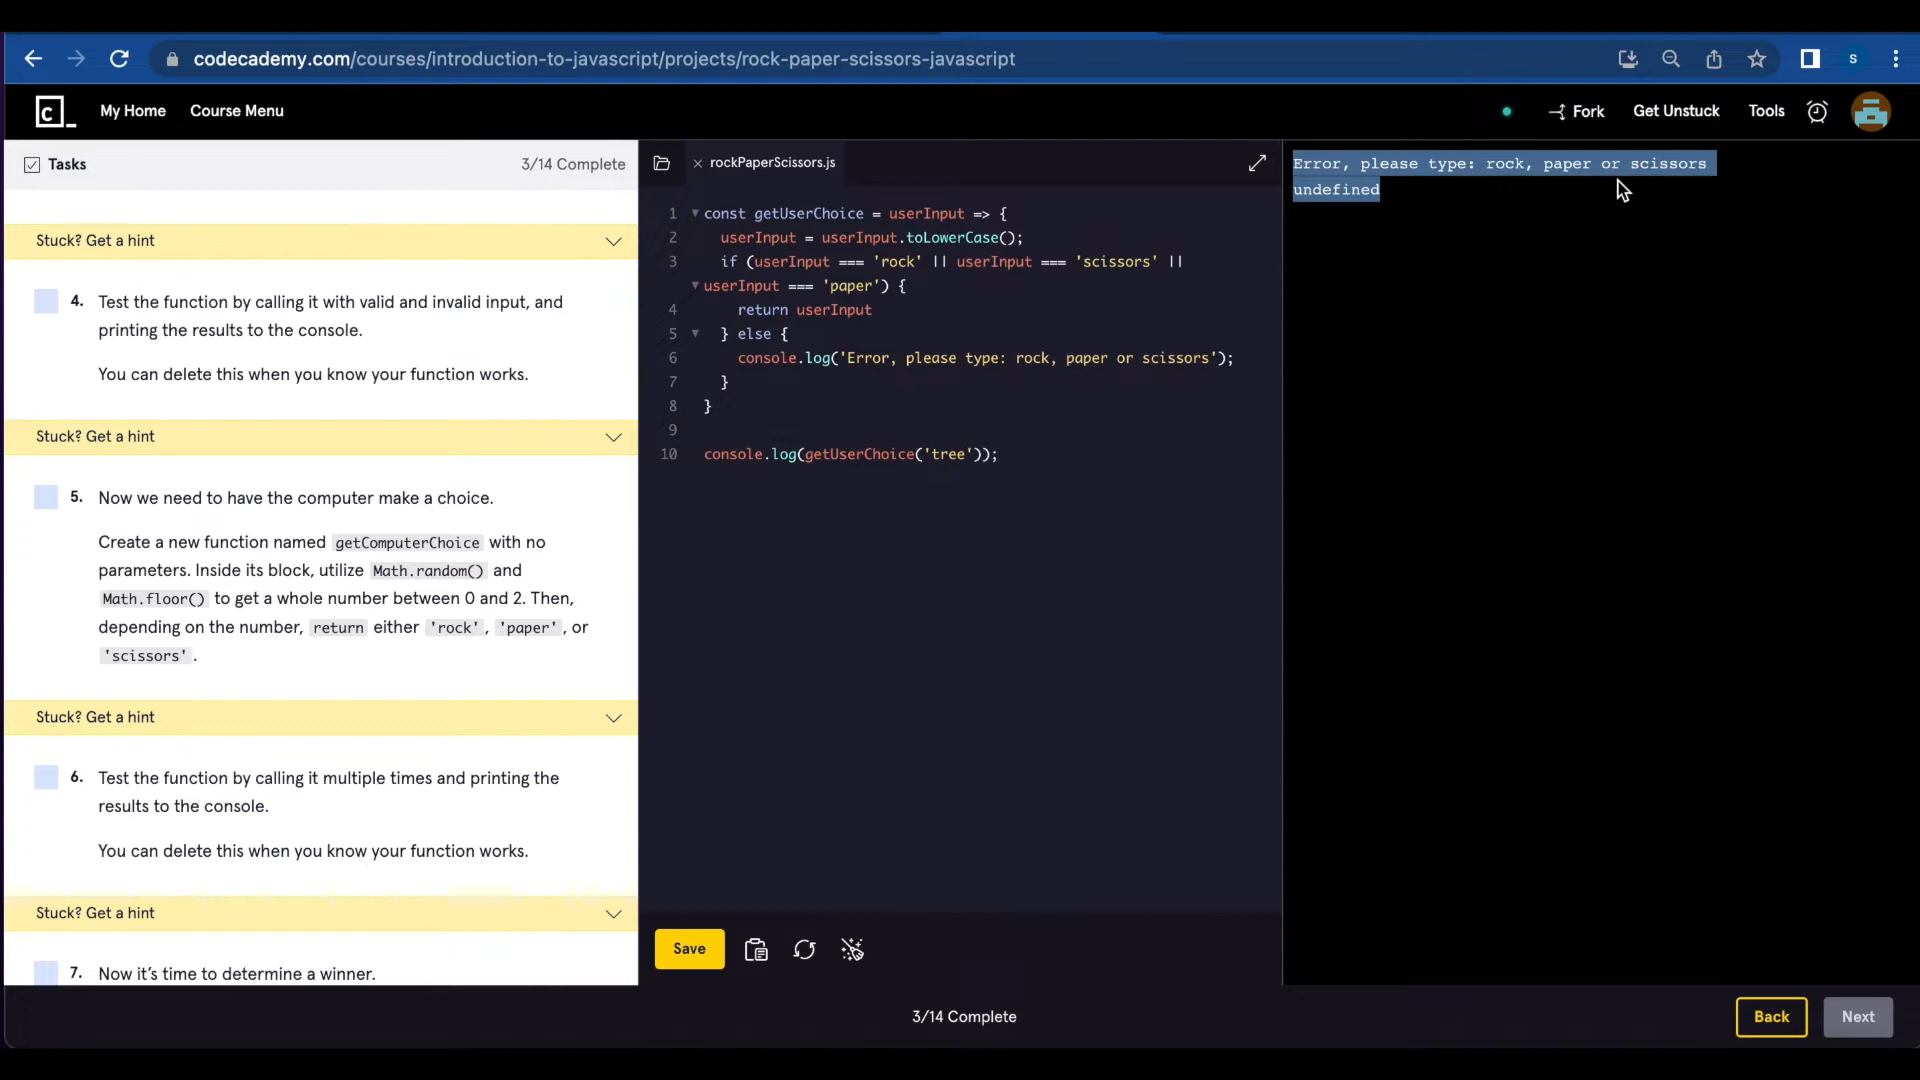 codecademy.com/courses/introduction-to-javascript/projects/rock-paper-scissors-javascript
s
c
My Home
Course Menu
Fork
Get Unstuck
Tools
Tasks
3/14 Complete
Stuck? Get a hint
4. Test the function by calling it with valid and invalid input, and
printing the results to the console.
You can delete this when you know your function works.
Stuck? Get a hint
5. Now we need to have the computer make a choice.
Create a new function named getComputerChoice with no
parameters. Inside its block, utilize Math.random() and
Math.floor() to get a whole number between 0 and 2. Then,
depending on the number, return either 'rock', 'paper', or
'scissors'.
Stuck? Get a hint
6. Test the function by calling it multiple times and printing the
results to the console.
You can delete this when you know your function works.
Stuck? Get a hint
7. Now it's time to determine a winner.
rockPaperScissors.js
1 const getUserChoice = userInput => {
2 userInput = userInput.toLowerCase();
3 if (userInput === 'rock' || userInput === 'scissors' ||
userInput === 'paper') {
4 return userInput
5 } else {
6 console.log('Error, please type: rock, paper or scissors');
7 }
8 }
9
10 console.log(getUserChoice('tree'));
Save
Error, please type: rock, paper or scissors
undefined
3/14 Complete
Back
Next